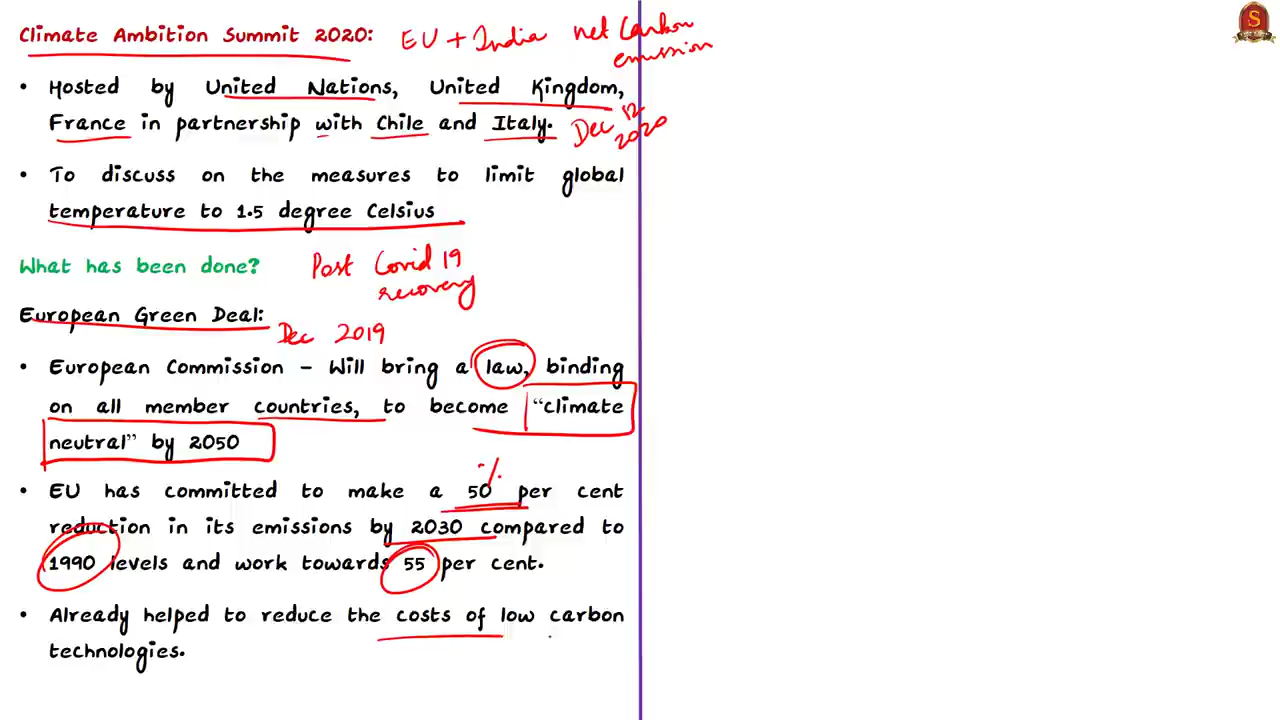 Climate Ambition Summit 2020: EU + India net Carbon
emission
• Hosted by United Nations, United Kingdom,
France in partnership with Chile and Italy. Dec 12
2020
• To discuss on the measures to limit global
temperature to 1.5 degree Celsius
What has been done? Post Covid 19
recovery
European Green Deal:
Dec 2019
• European Commission – Will bring a law, binding
on all member countries, to become "climate
neutral" by 2050
%
• EU has committed to make a 50 per cent
reduction in its emissions by 2030 compared to
1990 levels and work towards 55 per cent.
• Already helped to reduce the costs of low carbon
technologies.
S